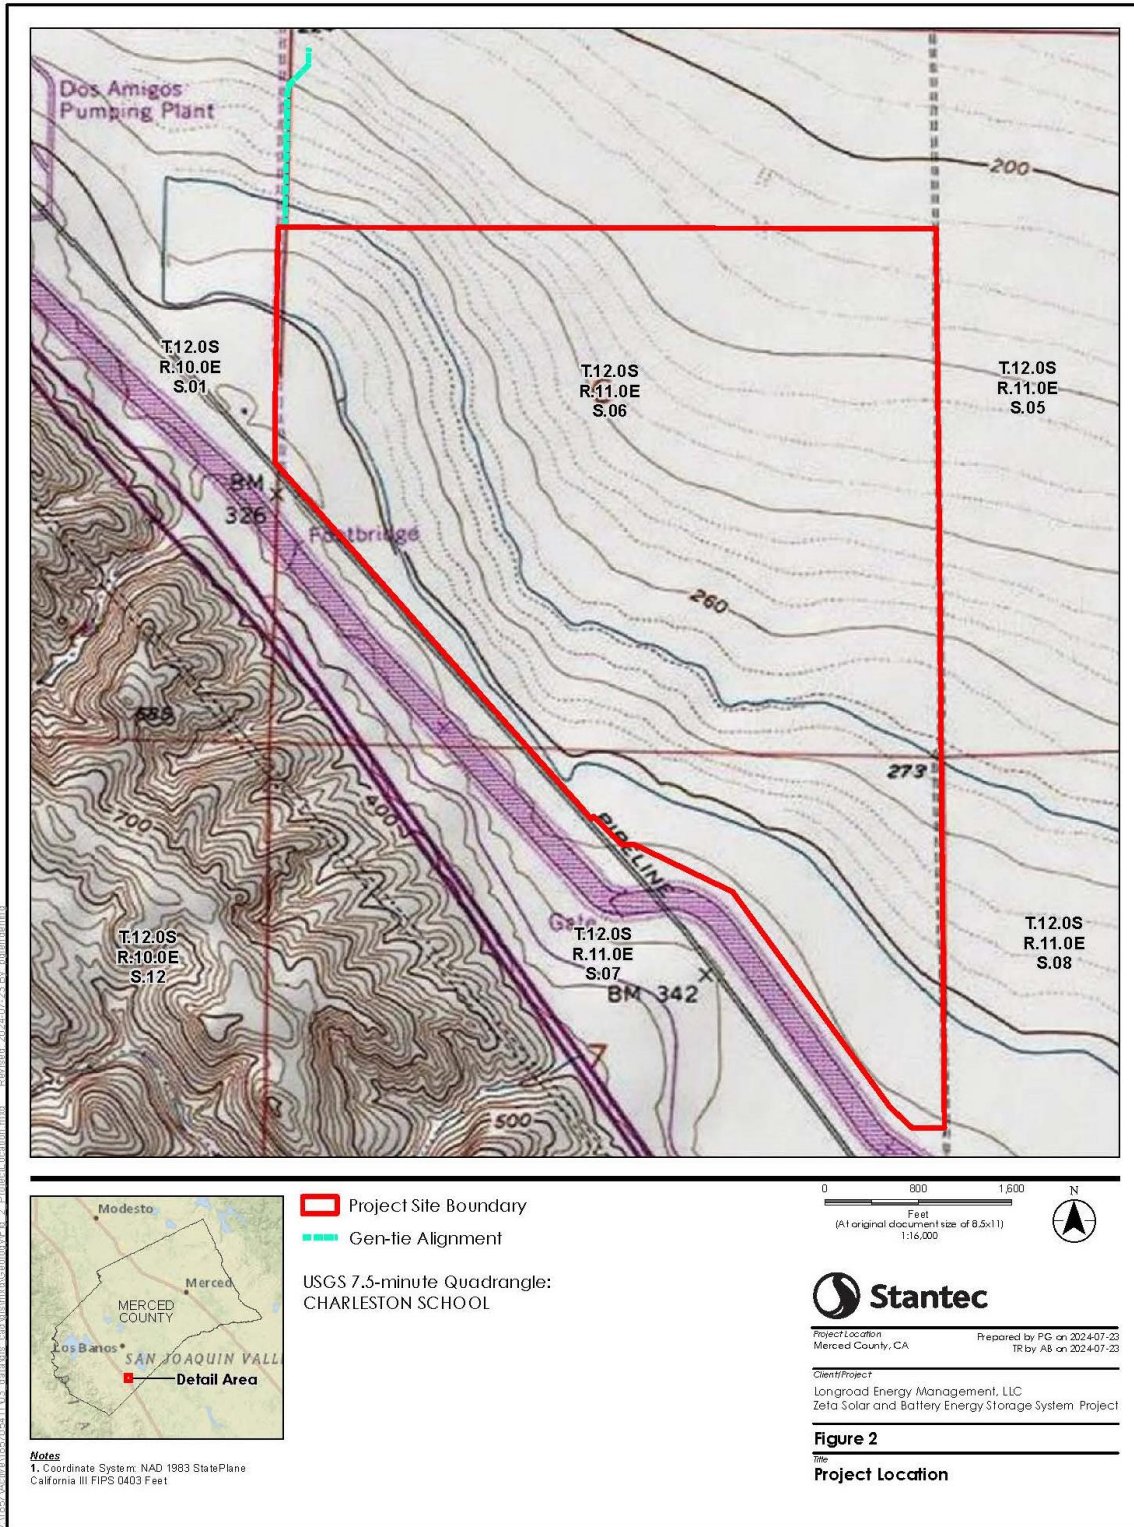 Dos Amigos
Pumping Plant
200
T.12.0S
R.10.0E
S.01
T.12.0S
R.11.0E
S.06
T.12.0S
R.11.0E
S.05
BM
326
Footbridge
260
585
273
700
400
PIPELINE
Gate
T.12.0S
R.10.0E
S.12
T.12.0S
R.11.0E
S.07
T.12.0S
R.11.0E
S.08
BM 342
7
500
Modesto
Merced
MERCED
COUNTY
Los Banos
SAN JOAQUIN VALLE
Detail Area
Project Site Boundary
Gen-tie Alignment
USGS 7.5-minute Quadrangle:
CHARLESTON SCHOOL
0 800 1,600
Feet
(At original document size of 8.5x11)
1:16,000
N
Stantec
Project Location
Merced County, CA
Prepared by PG on 2024-07-23
TR by AB on 2024-07-23
Client/Project
Longroad Energy Management, LLC
Zeta Solar and Battery Energy Storage System Project
Figure 2
Title
Project Location
Notes
1. Coordinate System: NAD 1983 StatePlane
California III FIPS 0403 Feet